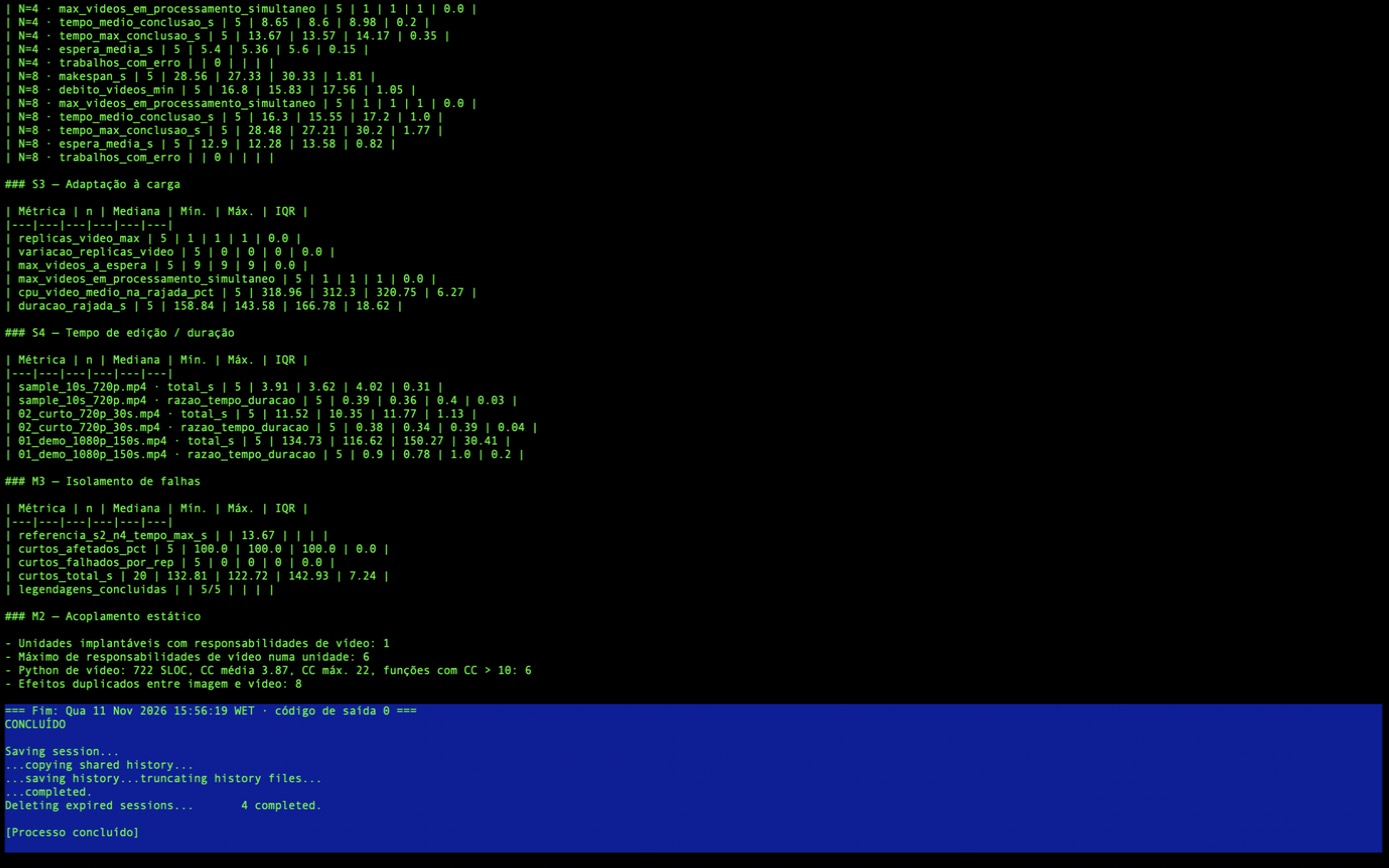 | N=4 · max_videos_em_processamento_simultaneo | 5 | 1 | 1 | 1 | 0.0 |
| N=4 · tempo_medio_conclusao_s | 5 | 8.65 | 8.6 | 8.98 | 0.2 |
| N=4 · tempo_max_conclusao_s | 5 | 13.67 | 13.57 | 14.17 | 0.35 |
| N=4 · espera_media_s | 5 | 5.4 | 5.36 | 5.6 | 0.15 |
| N=4 · trabalhos_com_erro | | 0 | | | |
| N=8 · makespan_s | 5 | 28.56 | 27.33 | 30.33 | 1.81 |
| N=8 · debito_videos_min | 5 | 16.8 | 15.83 | 17.56 | 1.05 |
| N=8 · max_videos_em_processamento_simultaneo | 5 | 1 | 1 | 1 | 0.0 |
| N=8 · tempo_medio_conclusao_s | 5 | 16.3 | 15.55 | 17.2 | 1.0 |
| N=8 · tempo_max_conclusao_s | 5 | 28.48 | 27.21 | 30.2 | 1.77 |
| N=8 · espera_media_s | 5 | 12.9 | 12.28 | 13.58 | 0.82 |
| N=8 · trabalhos_com_erro | | 0 | | | |
### S3 — Adaptação à carga
| Métrica | n | Mediana | Mín. | Máx. | IQR |
|---|---|---|---|---|---|
| replicas_video_max | 5 | 1 | 1 | 1 | 0.0 |
| variacao_replicas_video | 5 | 0 | 0 | 0 | 0.0 |
| max_videos_a_espera | 5 | 9 | 9 | 9 | 0.0 |
| max_videos_em_processamento_simultaneo | 5 | 1 | 1 | 1 | 0.0 |
| cpu_video_medio_na_rajada_pct | 5 | 318.96 | 312.3 | 320.75 | 6.27 |
| duracao_rajada_s | 5 | 158.84 | 143.58 | 166.78 | 18.62 |
### S4 — Tempo de edição / duração
| Métrica | n | Mediana | Mín. | Máx. | IQR |
|---|---|---|---|---|---|
| sample_10s_720p.mp4 · total_s | 5 | 3.91 | 3.62 | 4.02 | 0.31 |
| sample_10s_720p.mp4 · razao_tempo_duracao | 5 | 0.39 | 0.36 | 0.4 | 0.03 |
| 02_curto_720p_30s.mp4 · total_s | 5 | 11.52 | 10.35 | 11.77 | 1.13 |
| 02_curto_720p_30s.mp4 · razao_tempo_duracao | 5 | 0.38 | 0.34 | 0.39 | 0.04 |
| 01_demo_1080p_150s.mp4 · total_s | 5 | 134.73 | 116.62 | 150.27 | 30.41 |
| 01_demo_1080p_150s.mp4 · razao_tempo_duracao | 5 | 0.9 | 0.78 | 1.0 | 0.2 |
### M3 — Isolamento de falhas
| Métrica | n | Mediana | Mín. | Máx. | IQR |
|---|---|---|---|---|---|
| referencia_s2_n4_tempo_max_s | | 13.67 | | | |
| curtos_afetados_pct | 5 | 100.0 | 100.0 | 100.0 | 0.0 |
| curtos_falhados_por_rep | 5 | 0 | 0 | 0 | 0.0 |
| curtos_total_s | 20 | 132.81 | 122.72 | 142.93 | 7.24 |
| legendagens_concluidas | | 5/5 | | | |
### M2 — Acoplamento estático
- Unidades implantáveis com responsabilidades de vídeo: 1
- Máximo de responsabilidades de vídeo numa unidade: 6
- Python de vídeo: 722 SLOC, CC média 3.87, CC máx. 22, funções com CC > 10: 6
- Efeitos duplicados entre imagem e vídeo: 8
=== Fim: Qua 11 Nov 2026 15:56:19 WET · código de saída 0 ===
CONCLUÍDO
Saving session...
...copying shared history...
...saving history...truncating history files...
...completed.
Deleting expired sessions...       4 completed.
[Processo concluído]